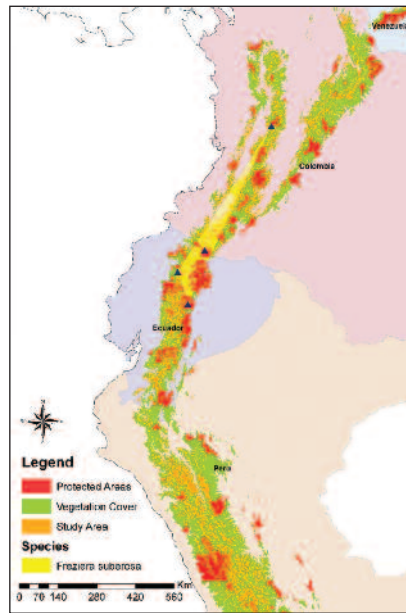 Venezuela
Colombia
Ecuador
Peru
N
Legend
Protected Areas
Vegetation Cover
Study Area
Species
Freziera suberosa
Km
0 70 140 280 420 560